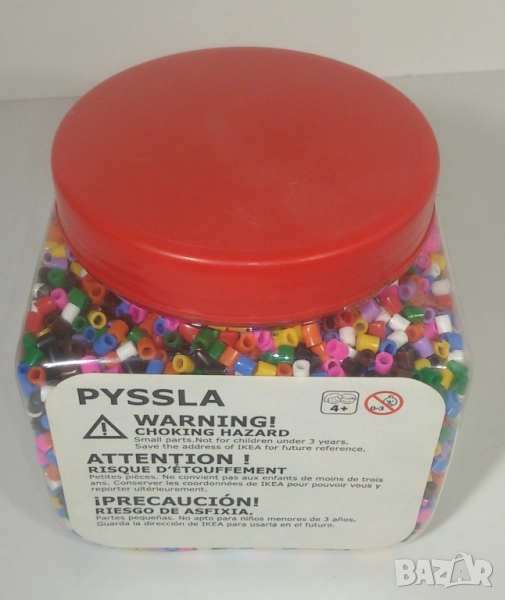 PYSSLA
4+
0-3
WARNING!
CHOKING HAZARD
Small parts.Not for children under 3 years.
Save the address of IKEA for future reference.
ATTENTION !
RISQUE D'ÉTOUFFEMENT
Petites pièces. Ne convient pas aux enfants de moins de trois
ans. Conserver les coordonnées de IKEA pour pouvoir vous y
reporter ultérieurement.
¡PRECAUCIÓN!
RIESGO DE ASFIXIA.
Partes pequeñas. No apto para niños menores de 3 años.
Guarda la dirección de IKEA para usarla en el futuro.
BAZAR